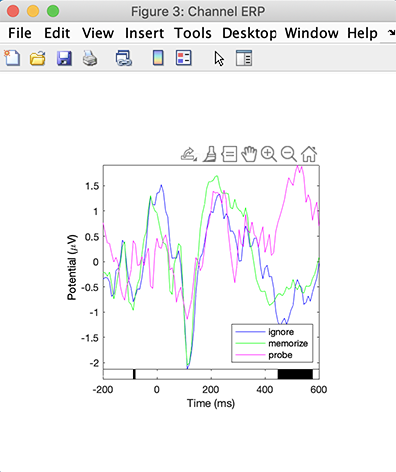 Figure 3: Channel ERP
File Edit View Insert Tools Desktop Window Help
1.5
1
0.5
0
-0.5
-1
-1.5
-2
Potential (μV)
ignore
memorize
probe
-200 0 200 400 600
Time (ms)